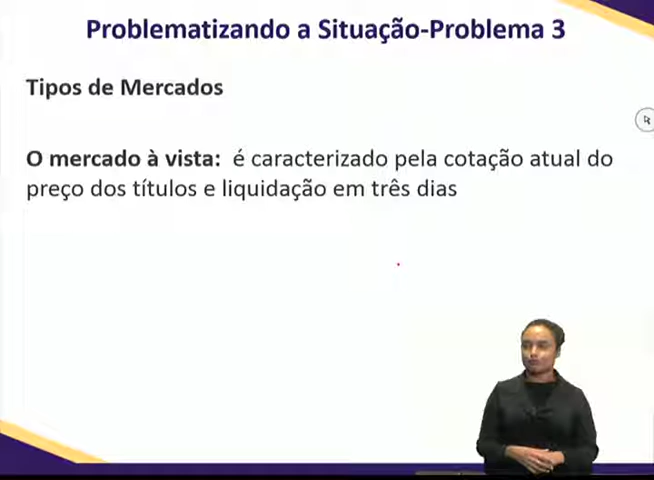 Problematizando a Situação-Problema 3
Tipos de Mercados
O mercado à vista: é caracterizado pela cotação atual do
preço dos títulos e liquidação em três dias